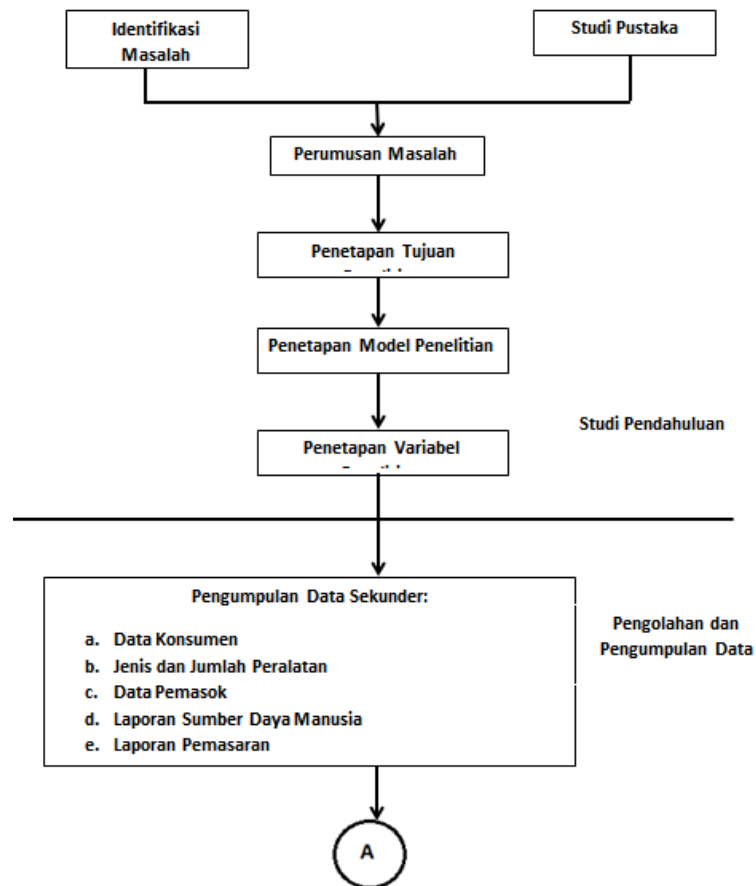 Identifikasi
Masalah
Studi Pustaka
Perumusan Masalah
Penetapan Tujuan
Penetapan Model Penelitian
Studi Pendahuluan
Penetapan Variabel
Pengumpulan Data Sekunder:
a. Data Konsumen
b. Jenis dan Jumlah Peralatan
c. Data Pemasok
d. Laporan Sumber Daya Manusia
e. Laporan Pemasaran
Pengolahan dan
Pengumpulan Data
A